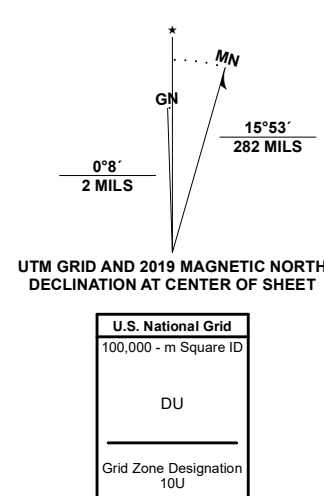 ★
MN
GN
15°53´
282 MILS
0°8´
2 MILS
UTM GRID AND 2019 MAGNETIC NORTH
DECLINATION AT CENTER OF SHEET
U.S. National Grid
100,000 - m Square ID
DU
Grid Zone Designation
10U